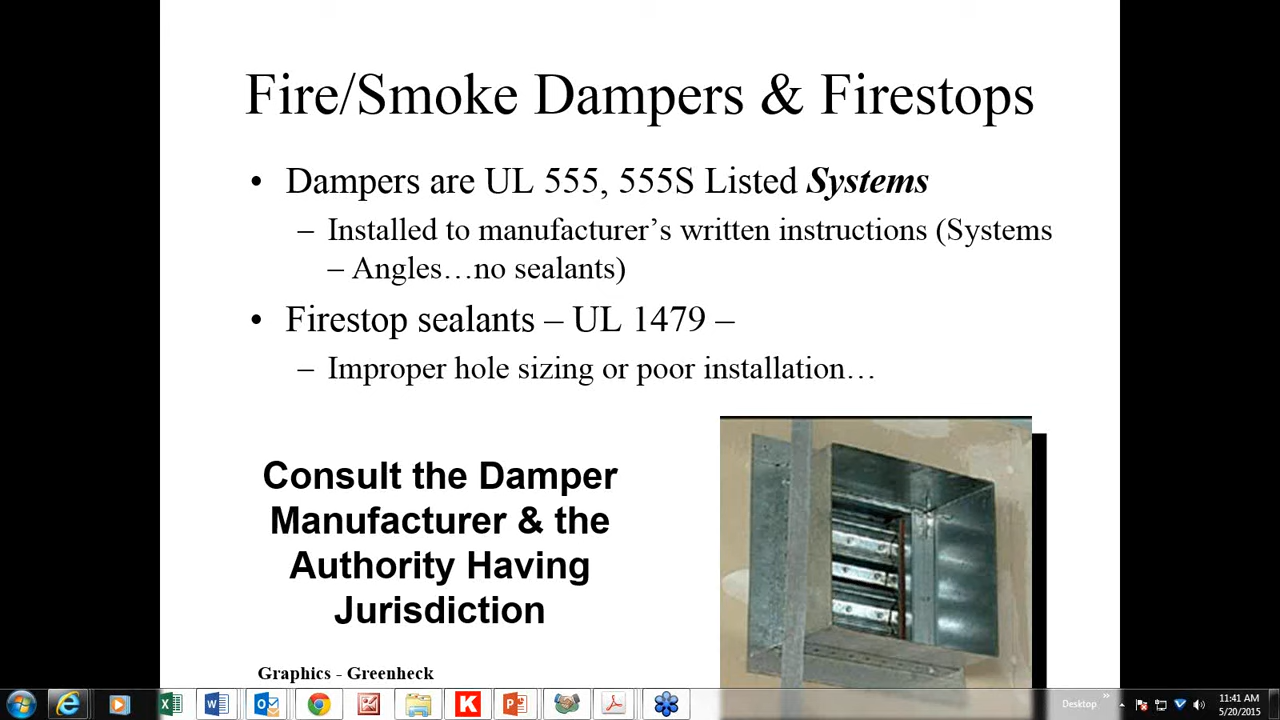 Fire/Smoke Dampers & Firestops
• Dampers are UL 555, 555S Listed Systems
– Installed to manufacturer’s written instructions (Systems
– Angles…no sealants)
• Firestop sealants – UL 1479 –
– Improper hole sizing or poor installation…
Consult the Damper
Manufacturer & the
Authority Having
Jurisdiction
Graphics - Greenheck
Desktop
11:41 AM
5/20/2015